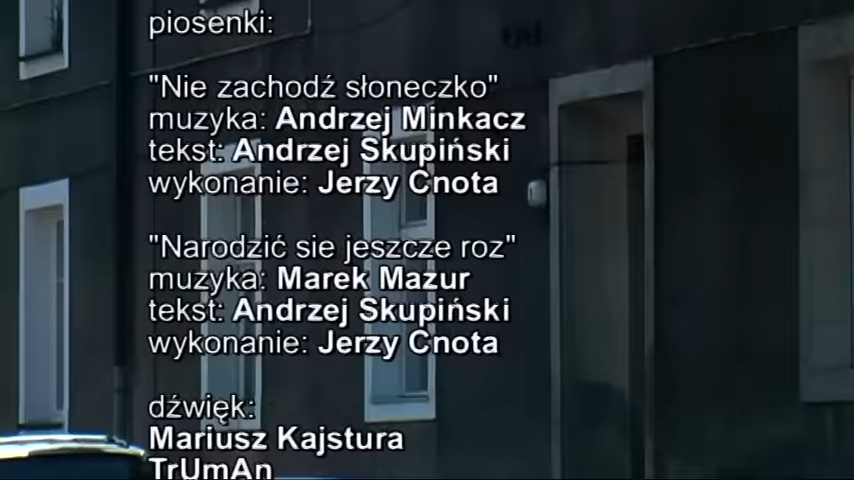 piosenki:
"Nie zachodź słoneczko"
muzyka: Andrzej Minkacz
tekst: Andrzej Skupiński
wykonanie: Jerzy Cnota
"Narodzić sie jeszcze roz"
muzyka: Marek Mazur
tekst: Andrzej Skupiński
wykonanie: Jerzy Cnota
dźwięk:
Mariusz Kajstura
TrUmAn